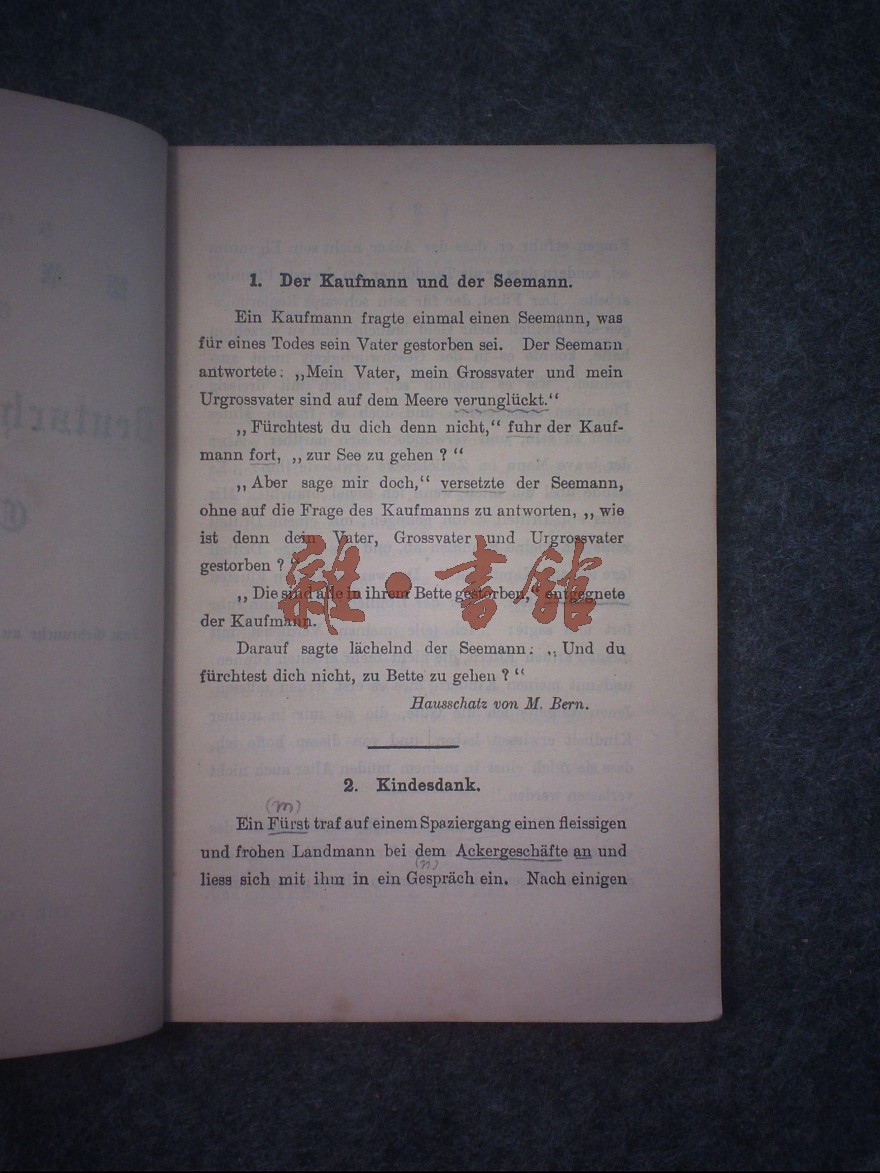 1. Der Kaufmann und der Seemann.
Ein Kaufmann fragte einmal einen Seemann, was
für eines Todes sein Vater gestorben sei. Der Seemann
antwortete: „Mein Vater, mein Grossvater und mein
Urgrossvater sind auf dem Meere verunglückt.“
„Fürchtest du dich denn nicht,“ fuhr der Kauf-
mann fort, „zur See zu gehen ? “
„Aber sage mir doch,“ versetzte der Seemann,
ohne auf die Frage des Kaufmanns zu antworten, „wie
ist denn dein Vater, Grossvater und Urgrossvater
gestorben ? “
„Die sind alle in ihrem Bette gestorben,“ entgegnete
der Kaufmann.
雜·書館
Darauf sagte lächelnd der Seemann: „Und du
fürchtest dich nicht, zu Bette zu gehen ? “
Hausschatz von M. Bern.
2. Kindesdank.
(m)
Ein Fürst traf auf einem Spaziergang einen fleissigen
und frohen Landmann bei dem Ackergeschäfte an und
(n)
liess sich mit ihm in ein Gespräch ein. Nach einigen